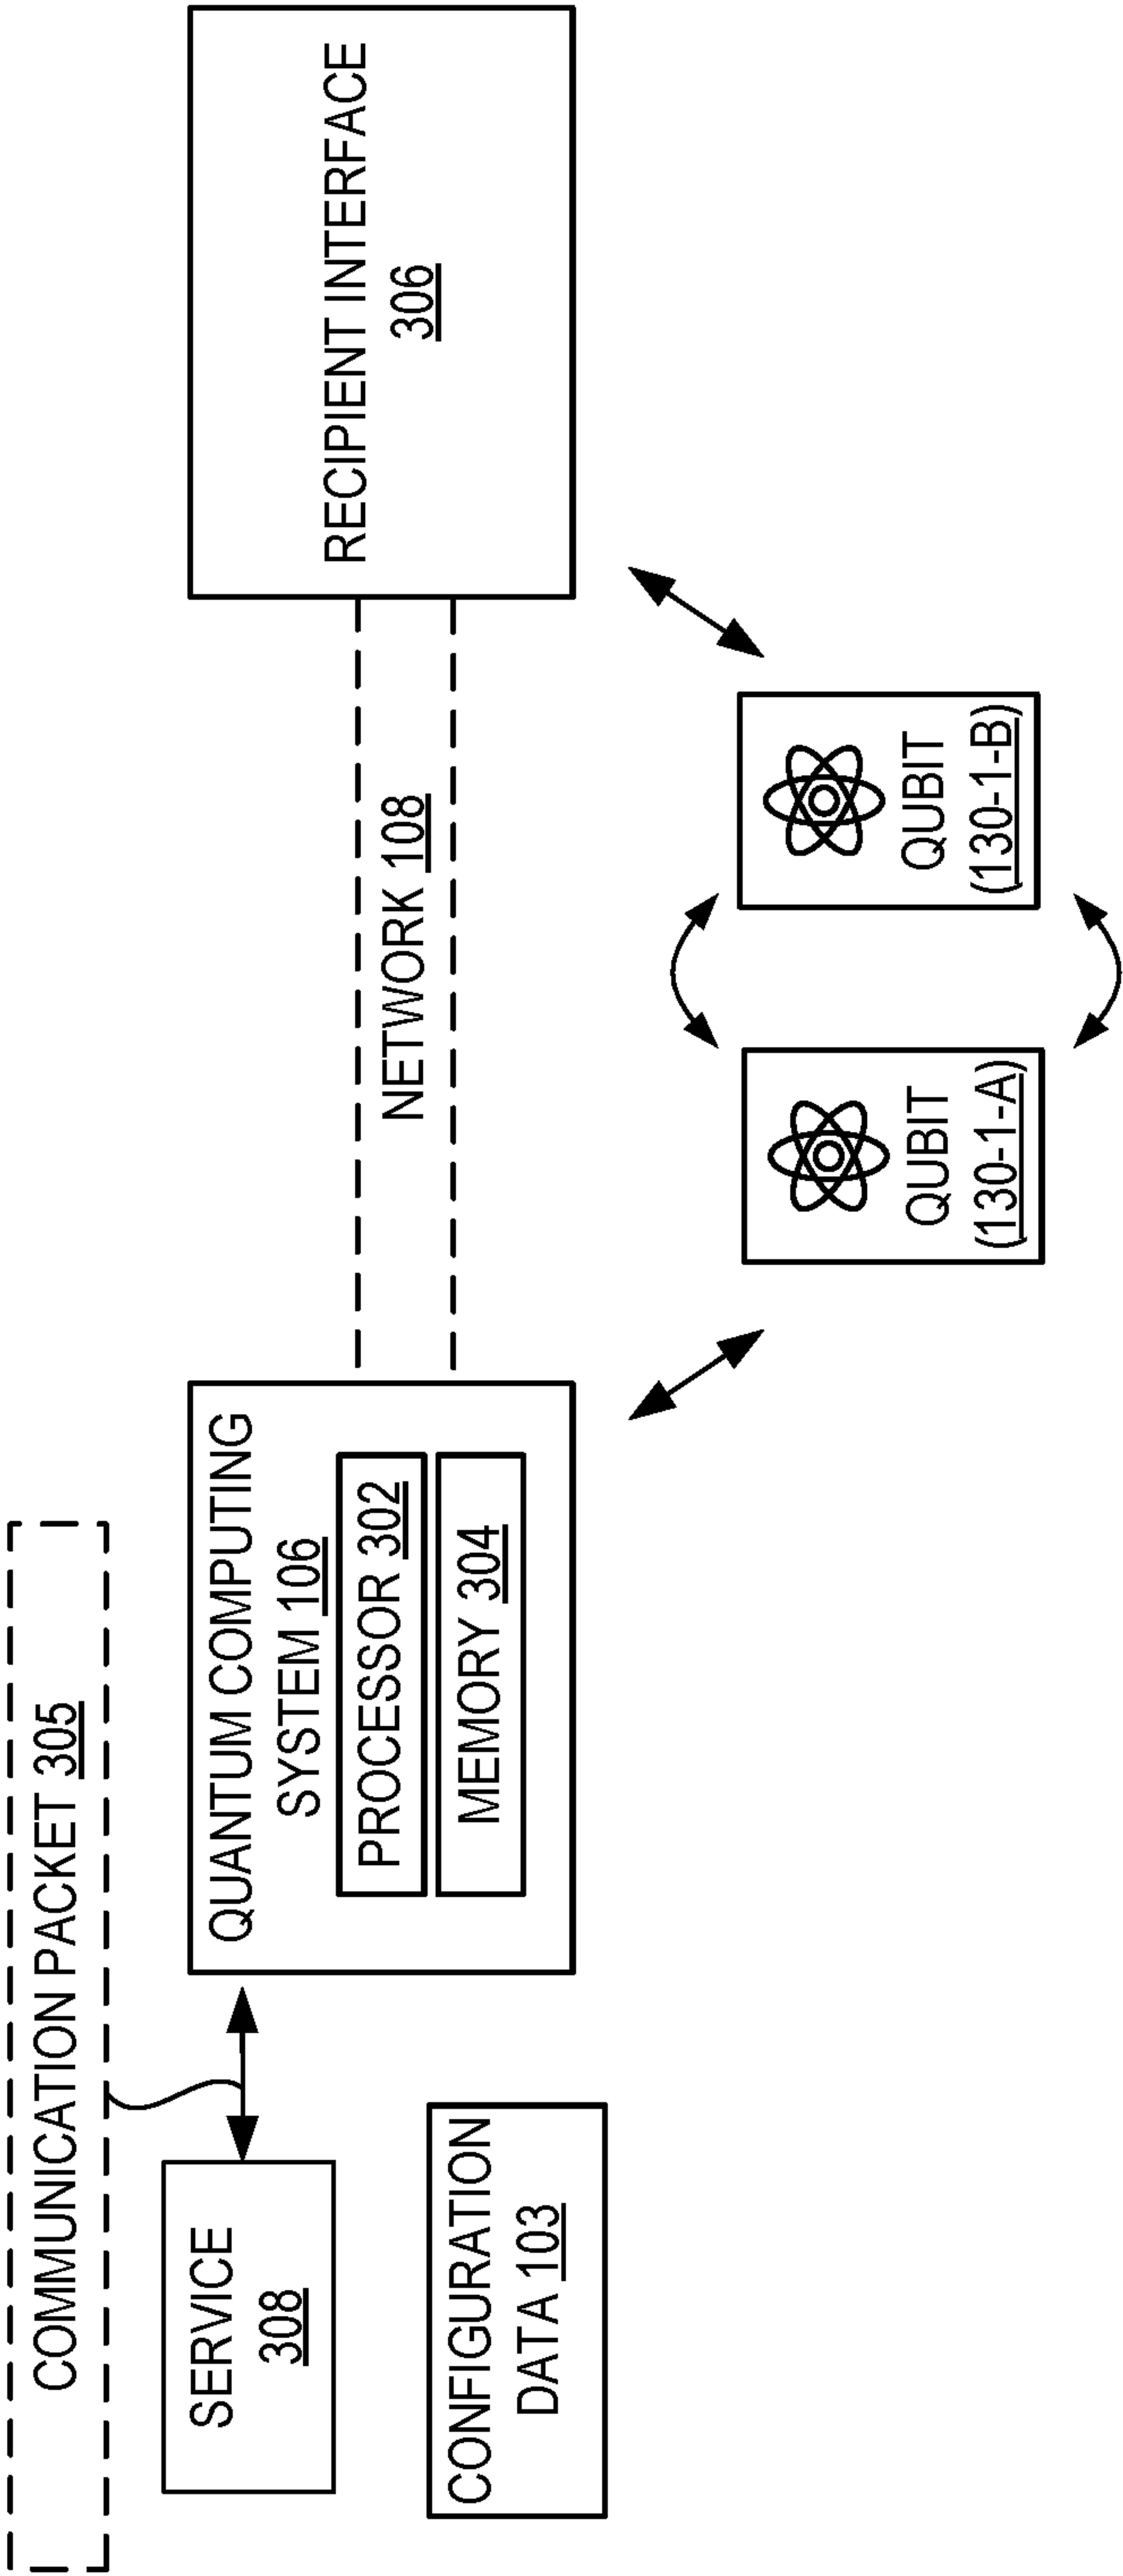 COMMUNICATION PACKET 305
SERVICE
308
CONFIGURATION
DATA 103
QUANTUM COMPUTING
SYSTEM 106
PROCESSOR 302
MEMORY 304
NETWORK 108
RECIPIENT INTERFACE
306
QUBIT
(130-1-A)
QUBIT
(130-1-B)